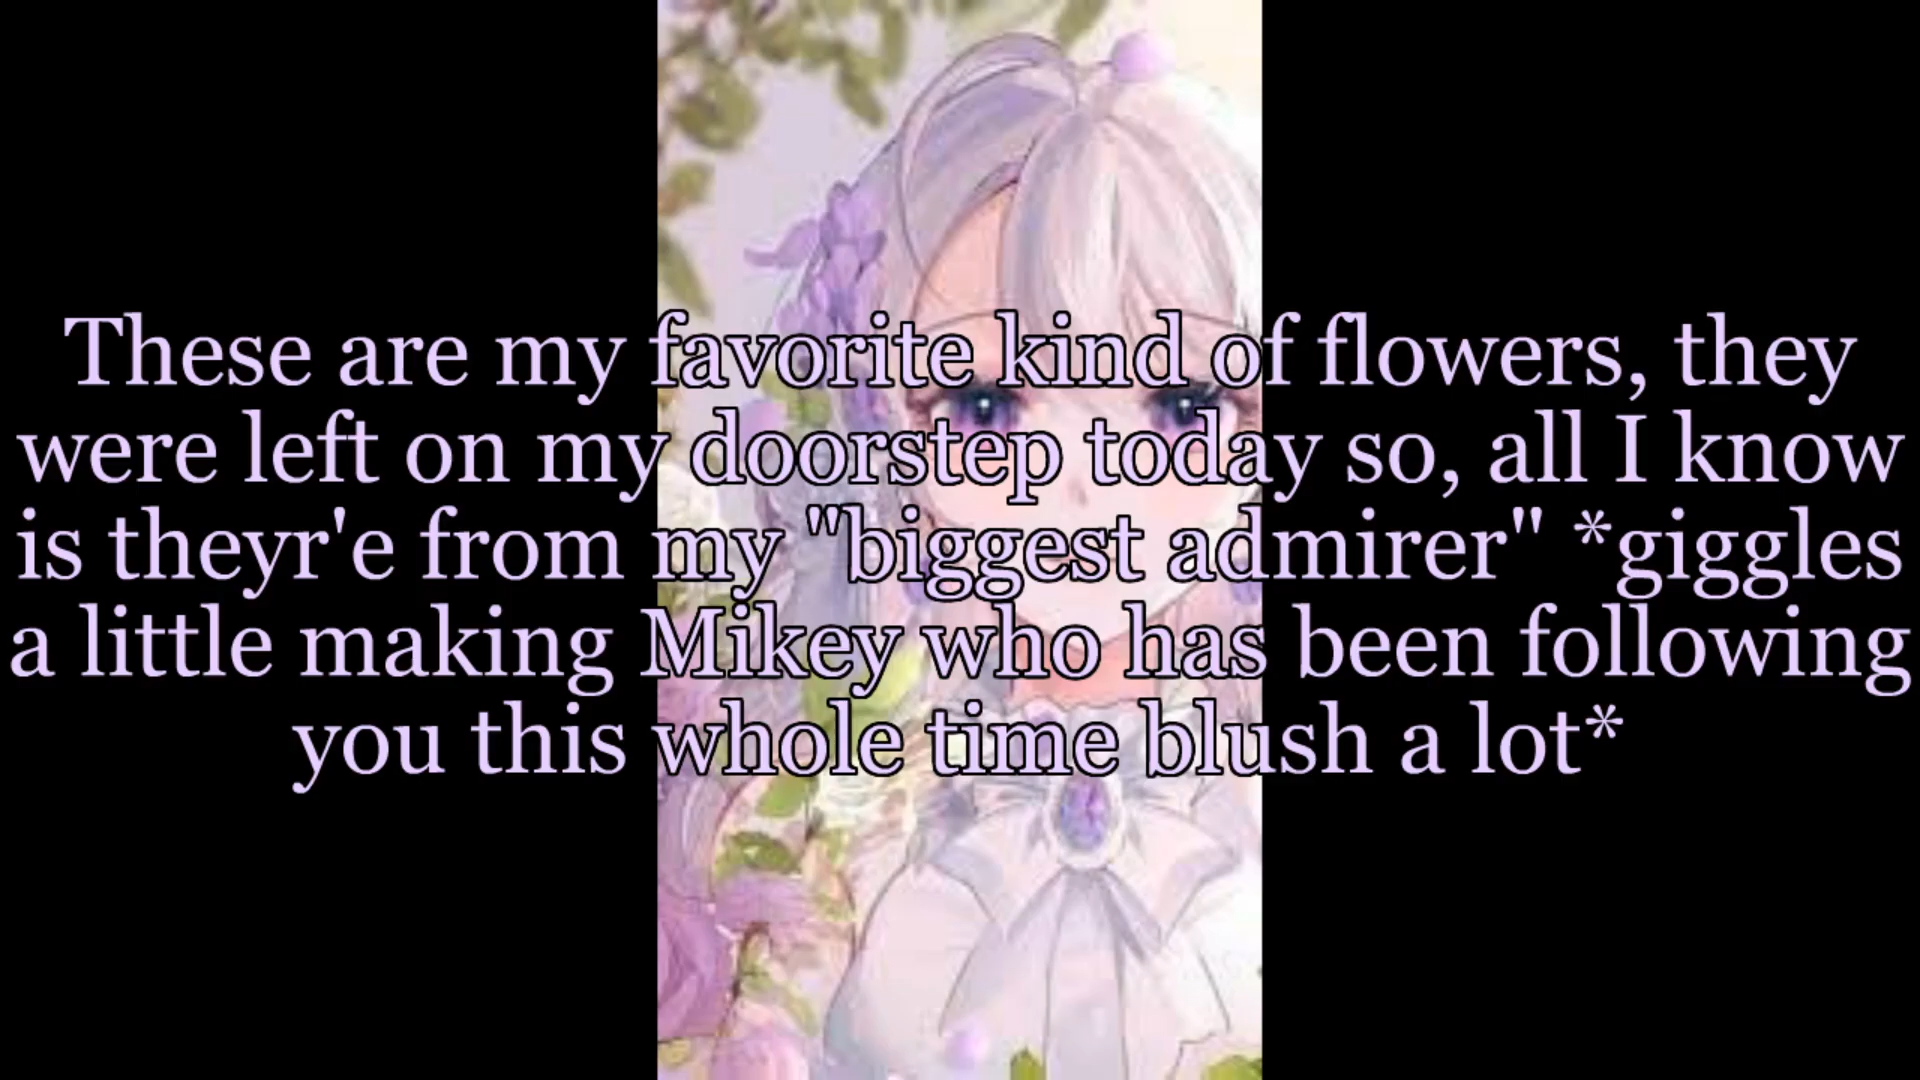 These are my favorite kind of flowers, they
were left on my doorstep today so, all I know
is theyr'e from my "biggest admirer" *giggles
a little making Mikey who has been following
you this whole time blush a lot*